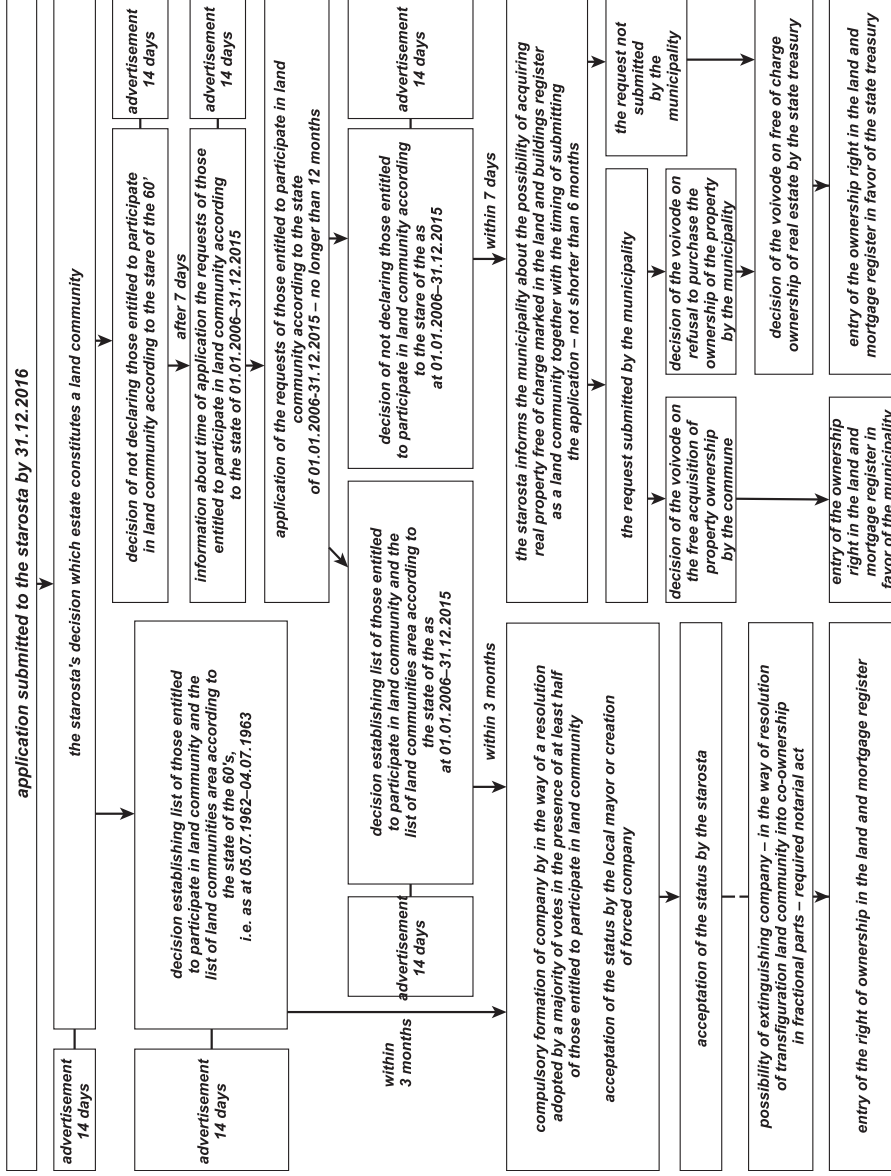 application submitted to the starosta by 31.12.2016
the starosta's decision which estate constitutes a land community
advertisement
14 days
decision establishing list of those entitled
to participate in land community and the
list of land communities area according to
the state of the 60's,
i.e. as at 05.07.1962–04.07.1963
advertisement
14 days
decision of not declaring those entitled to participate
in land community according to the stare of the 60'
advertisement
14 days
after 7 days
information about time of application the requests of those
entitled to participate in land community according
to the state of 01.01.2006–31.12.2015
advertisement
14 days
application of the requests of those entitled to participate in land
community according to the state
of 01.01.2006-31.12.2015 – no longer than 12 months
decision establishing list of those entitled
to participate in land community and the
list of land communities area according to
the state of the as
at 01.01.2006–31.12.2015
advertisement
14 days
decision of not declaring those entitled
to participate in land community according
to the stare of the as
at 01.01.2006–31.12.2015
advertisement
14 days
within
3 months
within 3 months
within 7 days
compulsory formation of company by in the way of a resolution
adopted by a majority of votes in the presence of at least half
of those entitled to participate in land community
acceptation of the status by the local mayor or creation
of forced company
the starosta informs the municipality about the possibility of acquiring
real property free of charge marked in the land and buildings register
as a land community together with the timing of submitting
the application – not shorter than 6 months
the request submitted by the municipality
the request not
submitted
by the
municipality
acceptation of the status by the starosta
decision of the voivode on
the free acquisition of
property ownership
by the commune
decision of the voivode on
refusal to purchase the
ownership of the property
by the municipality
possibility of extinguishing company – in the way of resolution
of transfiguration land community into co-ownership
in fractional parts – required notarial act
decision of the voivode on free of charge
ownership of real estate by the state treasury
entry of the right of ownership in the land and mortgage register
entry of the ownership
right in the land and
mortgage register in
favor of the municipality
entry of the ownership right in the land and
mortgage register in favor of the state treasury